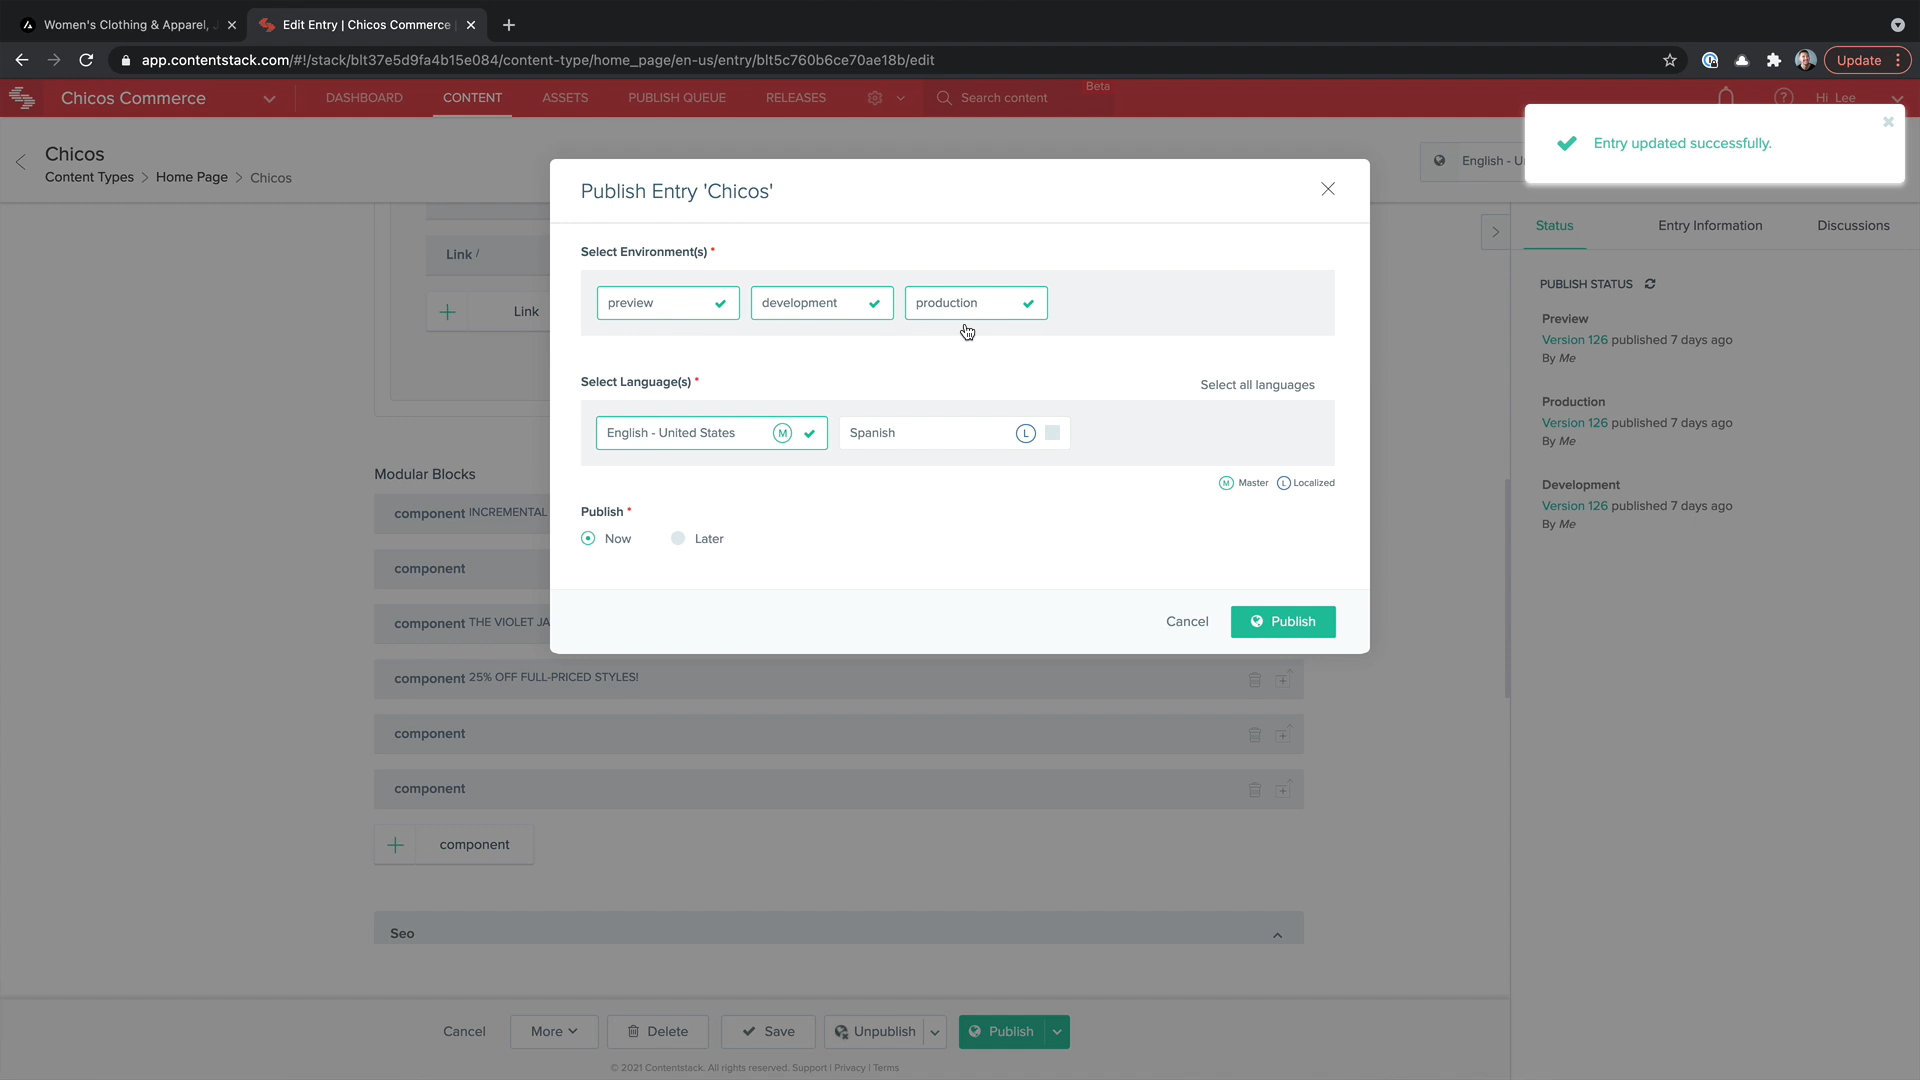 Women's Clothing & Apparel,
Edit Entry | Chicos Commerce
app.contentstack.com/#!/stack/blt37e5d9fa4b15e084/content-type/home_page/en-us/entry/blt5c760b6ce70ae18b/edit
Update
Chicos Commerce
DASHBOARD
CONTENT
ASSETS
PUBLISH QUEUE
RELEASES
Search content
Beta
Hi Lee
Entry updated successfully.
Chicos
Content Types > Home Page > Chicos
English - U
Publish Entry 'Chicos'
Select Environment(s) *
preview
development
production
Select Language(s) *
Select all languages
English - United States M
Spanish L
M Master L Localized
Publish *
Now
Later
Cancel
Publish
Link /
Link
Modular Blocks
component INCREMENTAL
component
component THE VIOLET JA
component 25% OFF FULL-PRICED STYLES!
component
component
component
Seo
Status
Entry Information
Discussions
PUBLISH STATUS
Preview
Version 126 published 7 days ago
By Me
Production
Version 126 published 7 days ago
By Me
Development
Version 126 published 7 days ago
By Me
Cancel
More
Delete
Save
Unpublish
Publish
© 2021 Contentstack. All rights reserved. Support | Privacy | Terms